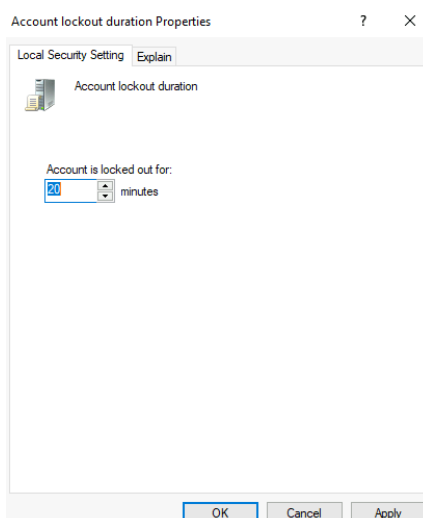 Account lockout duration Properties ? ✕
Local Security Setting Explain
Account lockout duration
Account is locked out for:
20 minutes
OK Cancel Apply